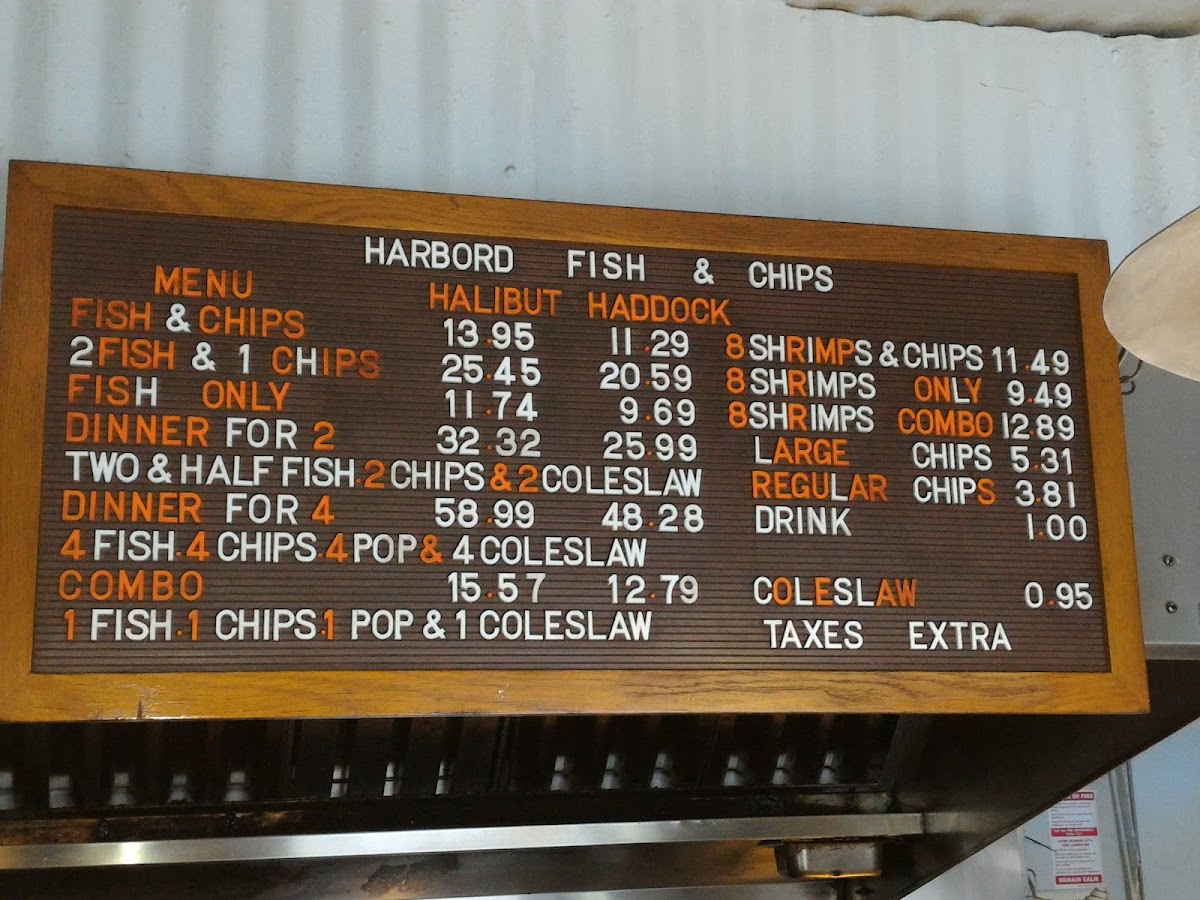 HARBORD FISH & CHIPS
MENU HALIBUT HADDOCK
FISH & CHIPS 13.95 11.29
2 FISH & 1 CHIPS 25.45 20.59
FISH ONLY 11.74 9.69
DINNER FOR 2 32.32 25.99
TWO & HALF FISH.2 CHIPS & 2 COLESLAW
DINNER FOR 4 58.99 48.28
4 FISH.4 CHIPS.4 POP & 4 COLESLAW
COMBO 15.57 12.79
1 FISH.1 CHIPS.1 POP & 1 COLESLAW
8 SHRIMPS & CHIPS 11.49
8 SHRIMPS ONLY 9.49
8 SHRIMPS COMBO 12.89
LARGE CHIPS 5.31
REGULAR CHIPS 3.81
DRINK 1.00
COLESLAW 0.95
TAXES EXTRA
REMAIN CALM